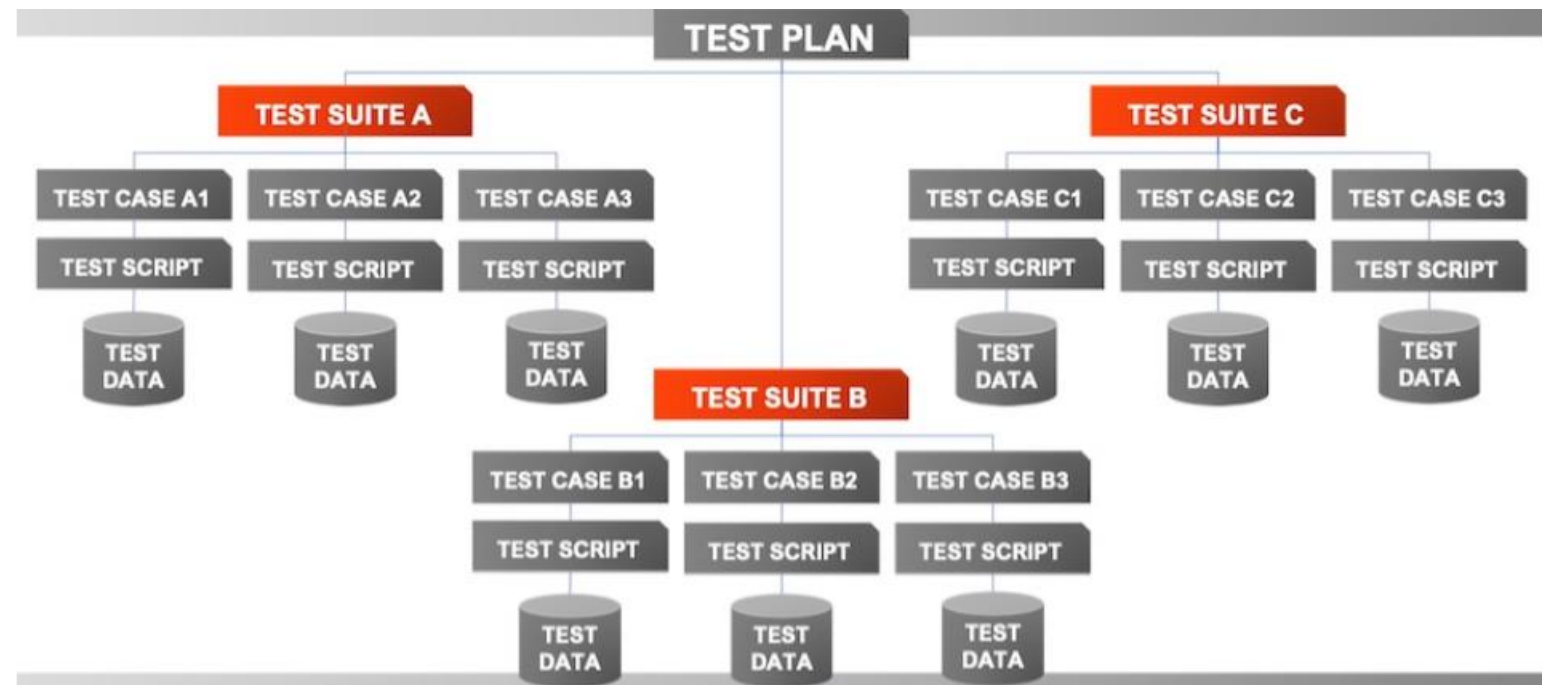 TEST PLAN
TEST SUITE A
TEST SUITE C
TEST CASE A1
TEST CASE A2
TEST CASE A3
TEST CASE C1
TEST CASE C2
TEST CASE C3
TEST SCRIPT
TEST SCRIPT
TEST SCRIPT
TEST SCRIPT
TEST SCRIPT
TEST SCRIPT
TEST
DATA
TEST
DATA
TEST
DATA
TEST
DATA
TEST
DATA
TEST
DATA
TEST SUITE B
TEST CASE B1
TEST CASE B2
TEST CASE B3
TEST SCRIPT
TEST SCRIPT
TEST SCRIPT
TEST
DATA
TEST
DATA
TEST
DATA